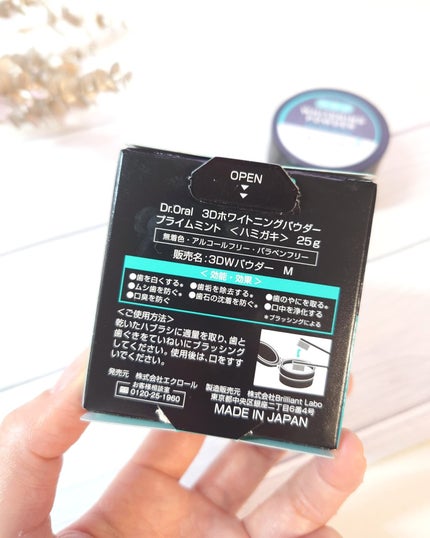 OPEN
Dr.Oral 3Dホワイトニングパウダー
プライムミント <ハミガキ> 25g
無着色・アルコールフリー・パラベンフリー
販売名：3DWパウダー M
＜効能・効果＞
●歯を白くする。* ●歯垢を除去する。* ●歯のやにを取る。*
●ムシ歯を防ぐ。* ●歯石の沈着を防ぐ。* ●口中を浄化する
●口臭を防ぐ *ブラッシングによる
＜ご使用方法＞
乾いたハブラシに適量を取り、歯と
歯ぐきをていねいにブラッシング
してください。使用後は、口をすす
いでください。
発売元 株式会社エクロール
お客様相談室
0120-25-1960
製造販売元 株式会社Brilliant Labo
東京都中央区銀座二丁目6番4号
MADE IN JAPAN
WHITENING
POWDER